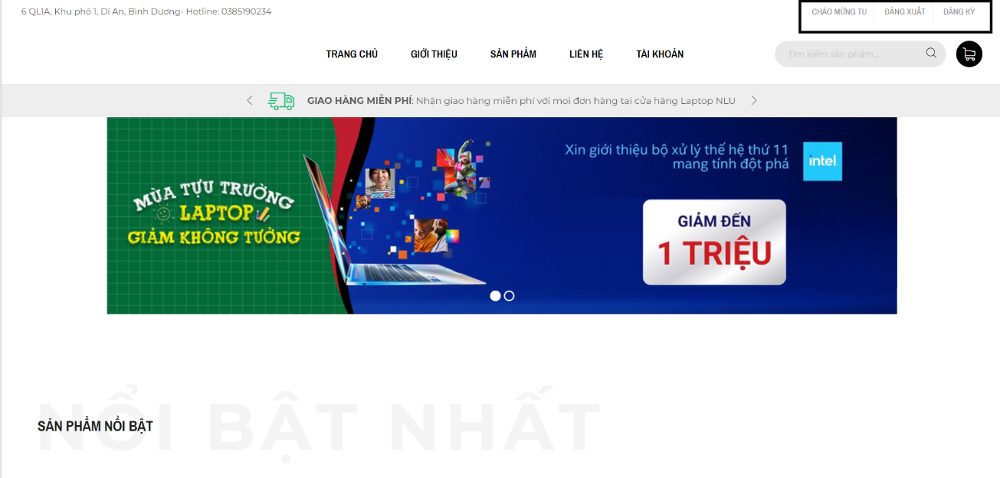 6 QL1A, Khu phố 1, Dĩ An, Bình Dương- Hotline: 0385190234
CHÀO MỪNG TU ĐĂNG XUẤT ĐĂNG KÝ
TRANG CHỦ GIỚI THIỆU SẢN PHẨM LIÊN HỆ TÀI KHOẢN
Tìm kiếm sản phẩm...
GIAO HÀNG MIỄN PHÍ: Nhận giao hàng miễn phí với mọi đơn hàng tại cửa hàng Laptop NLU
MÙA TỰU TRƯỜNG
LAPTOP
GIẢM KHÔNG TƯỞNG
Xin giới thiệu bộ xử lý thế hệ thứ 11
mang tính đột phá
intel.
GIẢM ĐẾN
1 TRIỆU
NỔI BẬT NHẤT
SẢN PHẨM NỔI BẬT